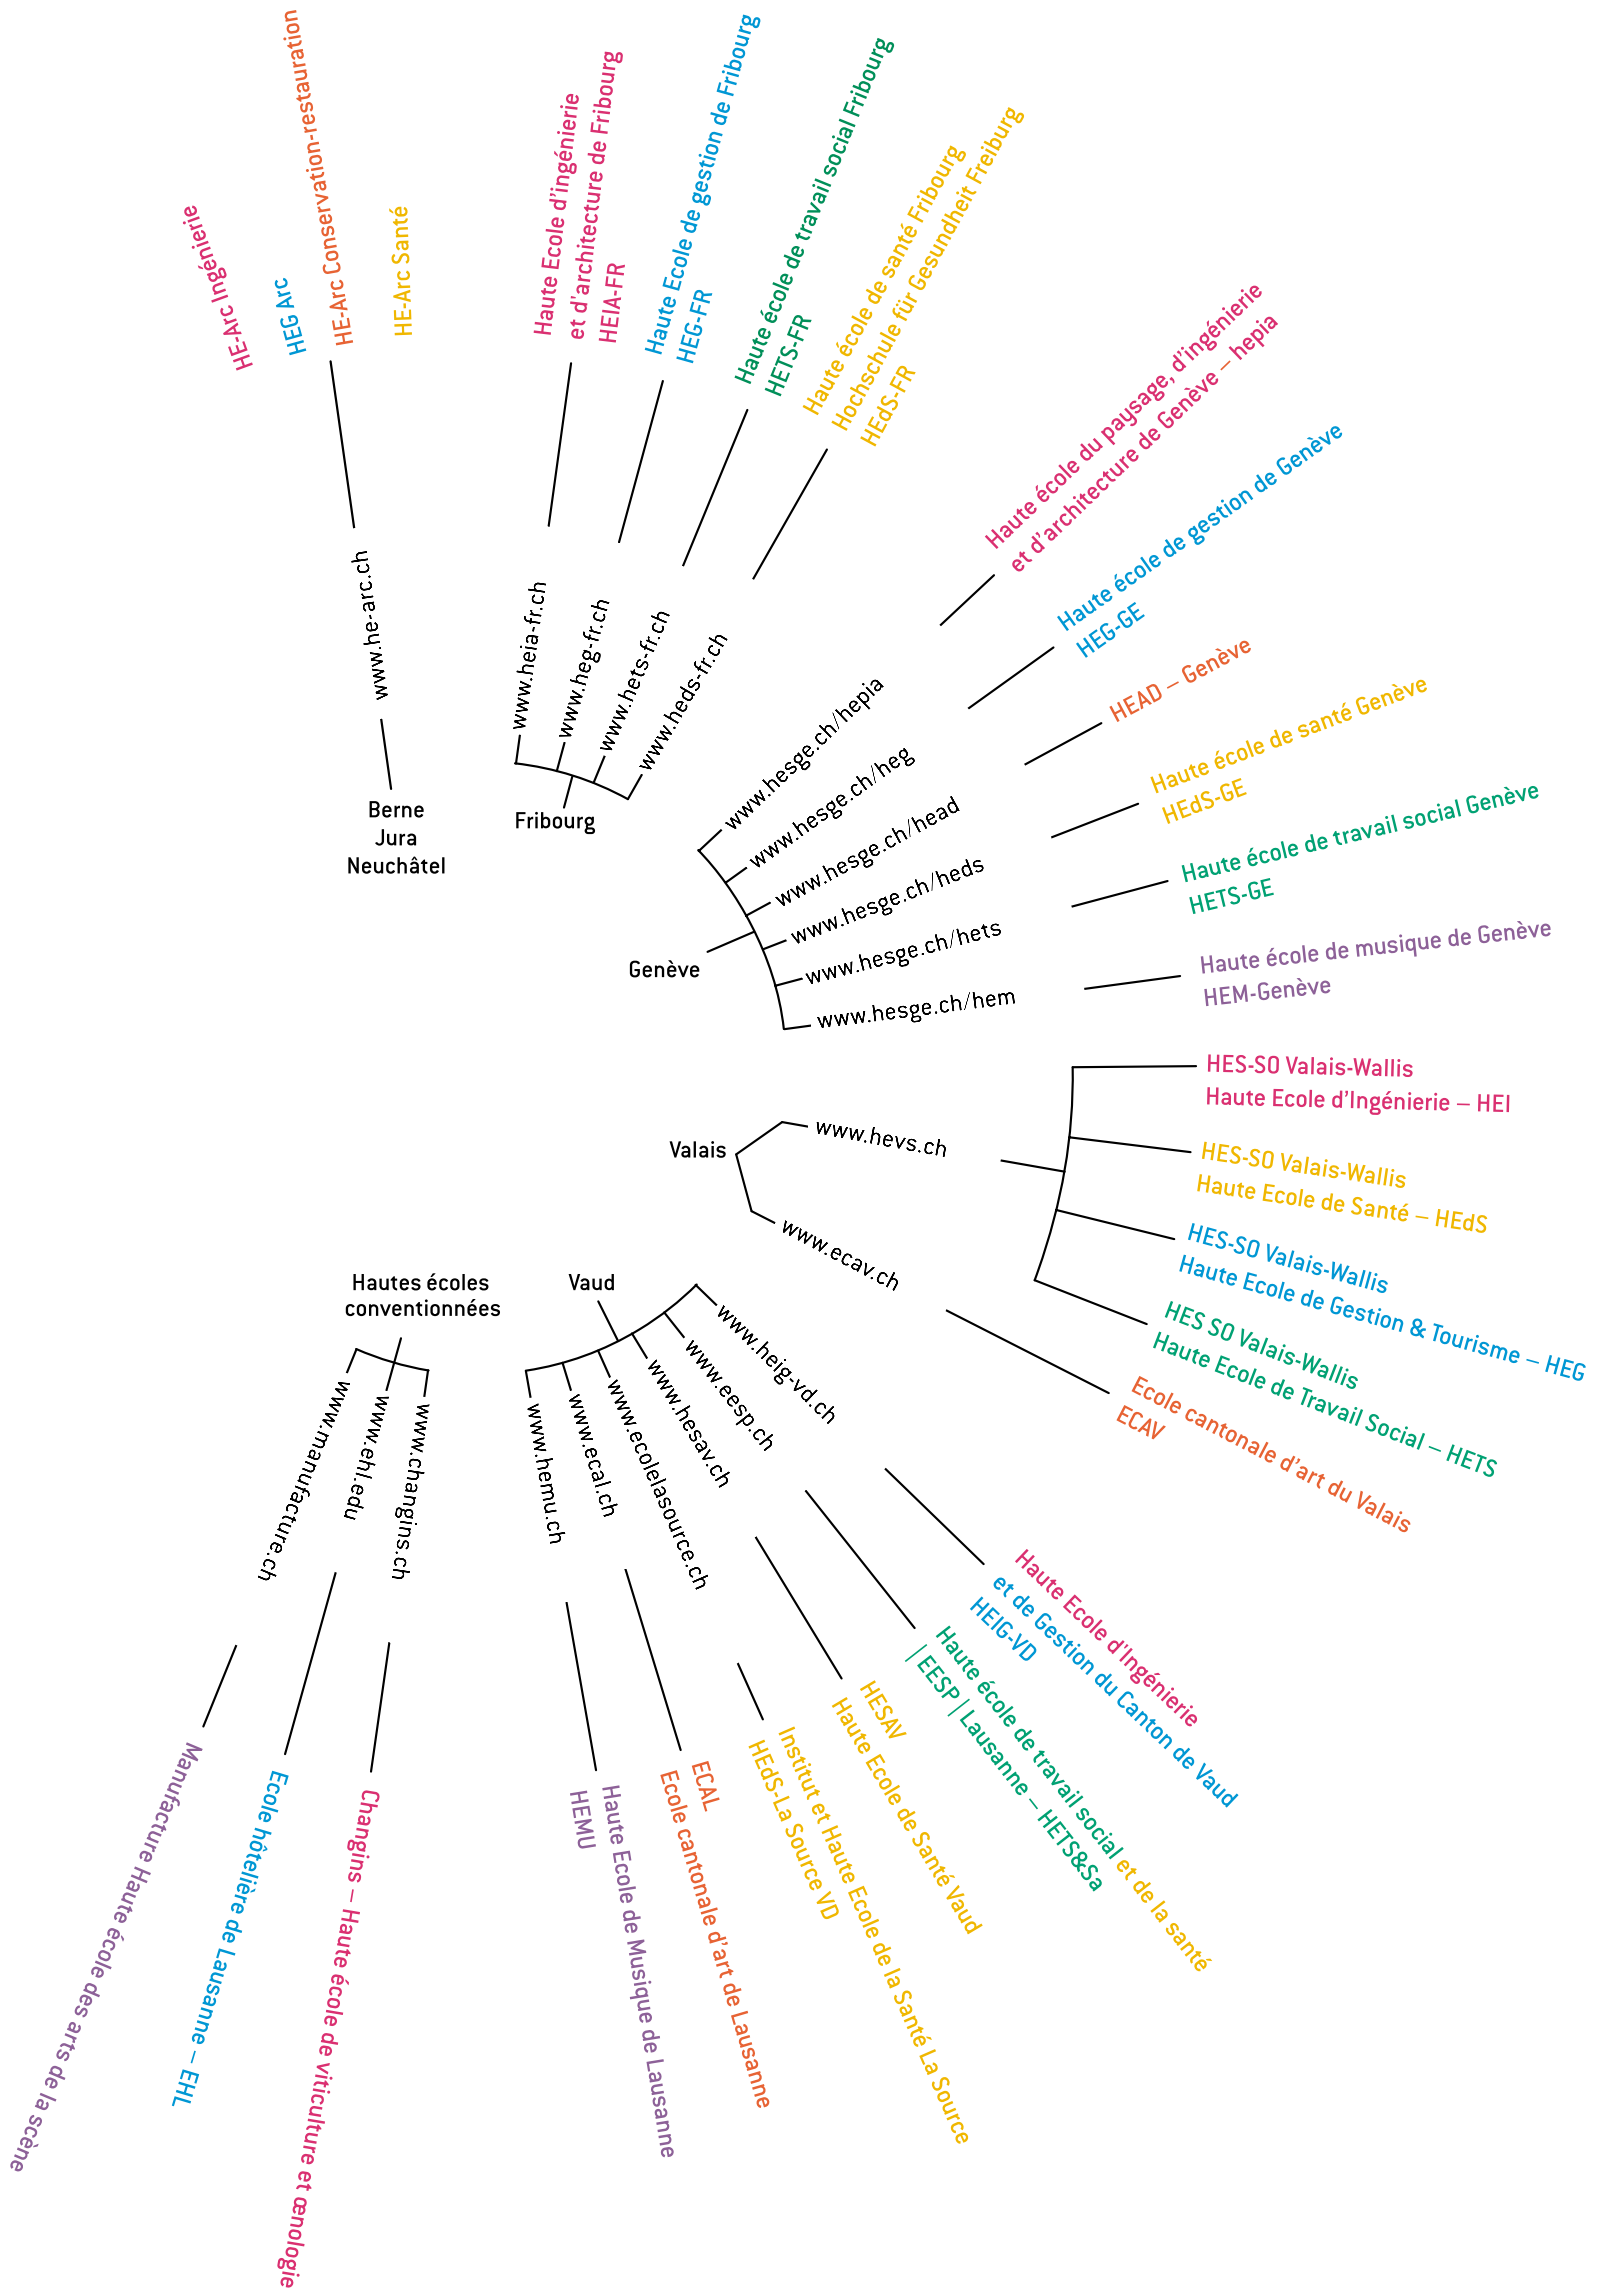 HE-Arc Ingénierie
HEG Arc
HE-Arc Conservation-restauration
HE-Arc Santé
www.he-arc.ch
Berne
Jura
Neuchâtel
Haute Ecole d'ingénierie
et d'architecture de Fribourg
HEIA-FR
Haute Ecole de gestion de Fribourg
HEG-FR
Haute école de travail social Fribourg
HETS-FR
Haute école de santé Fribourg
Hochschule für Gesundheit Freiburg
HEdS-FR
www.heia-fr.ch
www.heg-fr.ch
www.hets-fr.ch
www.heds-fr.ch
Fribourg
Haute école du paysage, d'ingénierie
et d'architecture de Genève – hepia
Haute école de gestion de Genève
HEG-GE
HEAD – Genève
Haute école de santé Genève
HEdS-GE
Haute école de travail social Genève
HETS-GE
Haute école de musique de Genève
HEM-Genève
www.hesge.ch/hepia
www.hesge.ch/heg
www.hesge.ch/head
www.hesge.ch/heds
www.hesge.ch/hets
www.hesge.ch/hem
Genève
Valais
www.hevs.ch
www.ecav.ch
HES-SO Valais-Wallis
Haute Ecole d'Ingénierie – HEI
HES-SO Valais-Wallis
Haute Ecole de Santé – HEdS
HES-SO Valais-Wallis
Haute Ecole de Gestion & Tourisme – HEG
HES SO Valais-Wallis
Haute Ecole de Travail Social – HETS
Ecole cantonale d'art du Valais
ECAV
Vaud
www.heig-vd.ch
www.eesp.ch
www.hesav.ch
www.ecolelasource.ch
www.ecal.ch
www.hemu.ch
Haute Ecole d'Ingénierie
et de Gestion du Canton de Vaud
HEIG-VD
Haute école de travail social et de la santé
| EESP | Lausanne – HETS&Sa
HESAV
Haute Ecole de Santé Vaud
Institut et Haute Ecole de la Santé La Source
HEdS-La Source VD
ECAL
Ecole cantonale d'art de Lausanne
Haute Ecole de Musique de Lausanne
HEMU
Hautes écoles
conventionnées
www.changins.ch
www.ehl.edu
www.manufacture.ch
Changins – Haute école de viticulture et œnologie
Ecole hôtelière de Lausanne – EHL
Manufacture Haute école des arts de la scène